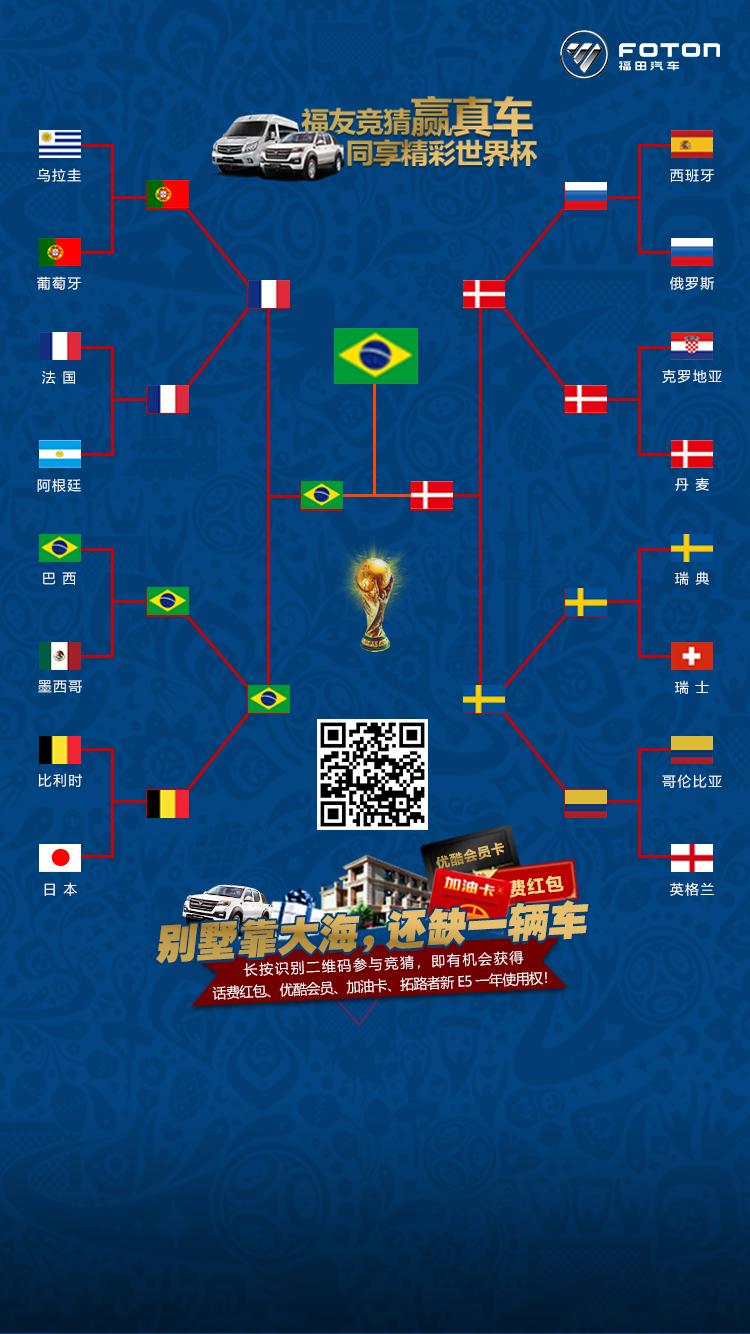 FOTON
福田汽车
福友竞猜赢真车
同享精彩世界杯
乌拉圭
西班牙
葡萄牙
俄罗斯
法 国
克罗地亚
阿根廷
丹 麦
巴 西
瑞 典
墨西哥
瑞 士
比利时
哥伦比亚
日 本
英格兰
优酷会员卡
加油卡
费红包
别墅靠大海，还缺一辆车
长按识别二维码参与竞猜，即有机会获得
话费红包、优酷会员、加油卡、拓路者新 E5 一年使用权！